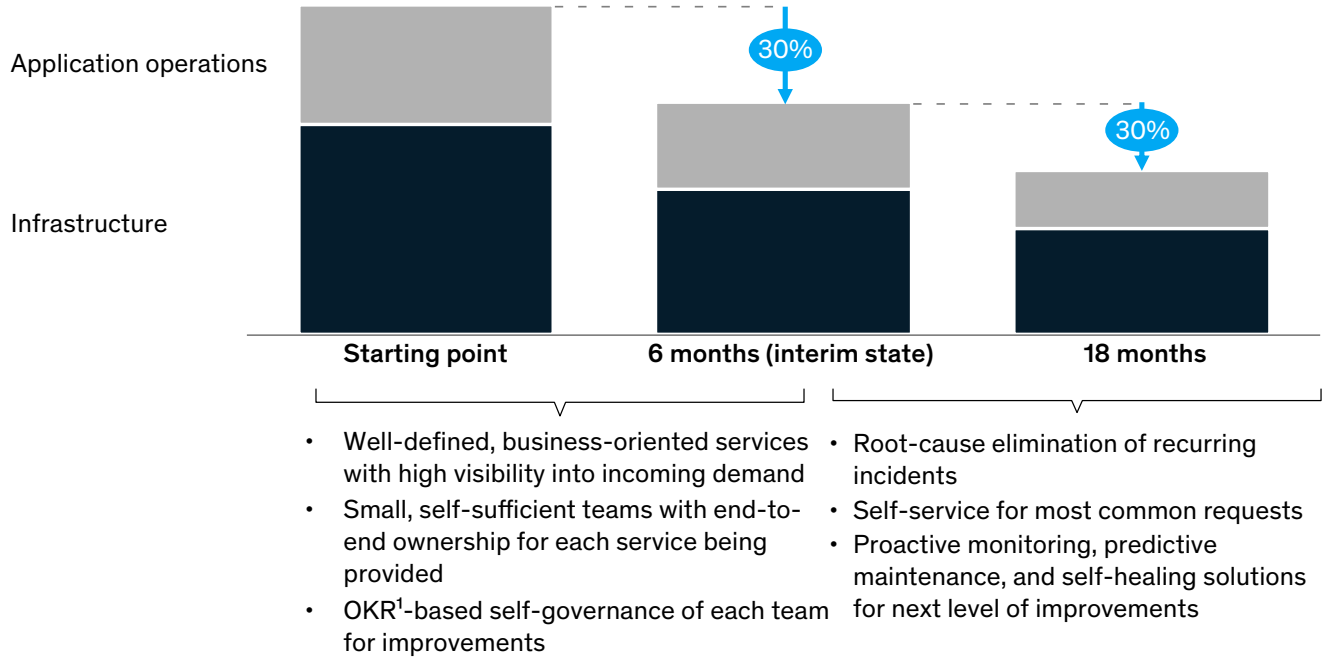 Application operations
30%
30%
Infrastructure
Starting point
6 months (interim state)
18 months
• Well-defined, business-oriented services
with high visibility into incoming demand
• Small, self-sufficient teams with end-to-
end ownership for each service being
provided
• OKR¹-based self-governance of each team
for improvements
• Root-cause elimination of recurring
incidents
• Self-service for most common requests
• Proactive monitoring, predictive
maintenance, and self-healing solutions
for next level of improvements